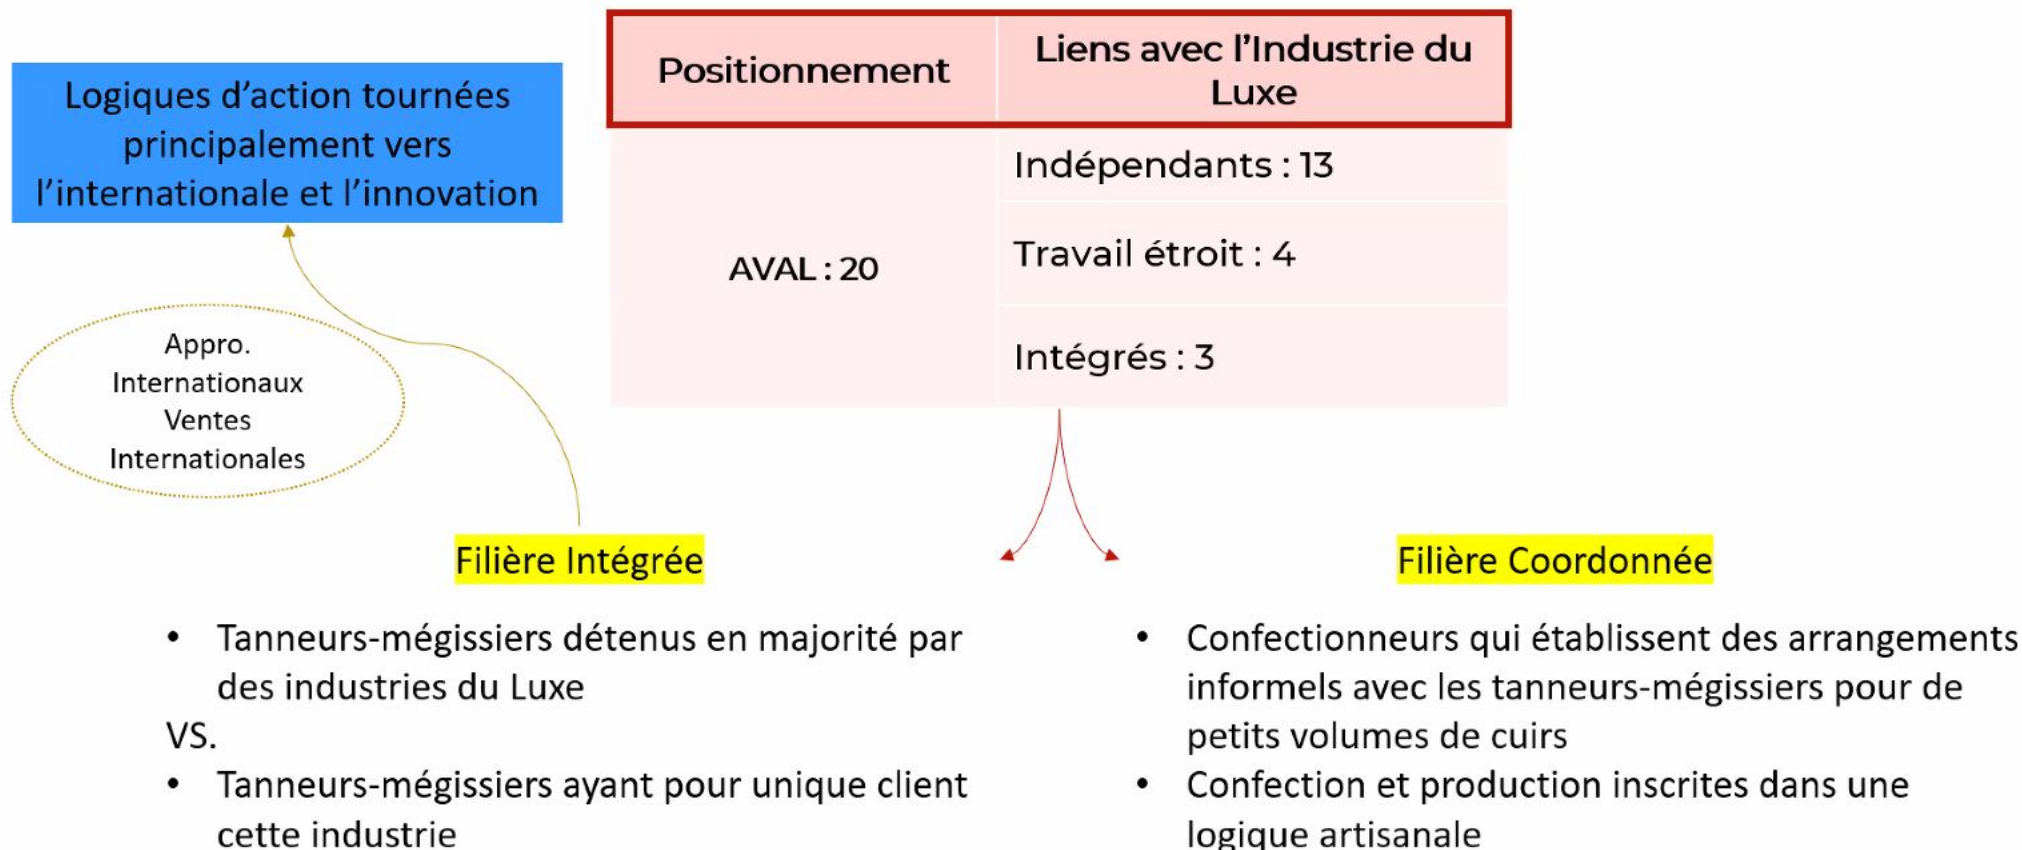 Logiques d'action tournées
principalement vers
l'internationale et l'innovation
Positionnement
Liens avec l'Industrie du
Luxe
AVAL : 20
Indépendants : 13
Travail étroit : 4
Intégrés : 3
Appro.
Internationaux
Ventes
Internationales
Filière Intégrée
• Tanneurs-mégissiers détenus en majorité par
des industries du Luxe
VS.
• Tanneurs-mégissiers ayant pour unique client
cette industrie
Filière Coordonnée
• Confectionneurs qui établissent des arrangements
informels avec les tanneurs-mégissiers pour de
petits volumes de cuirs
• Confection et production inscrites dans une
logique artisanale